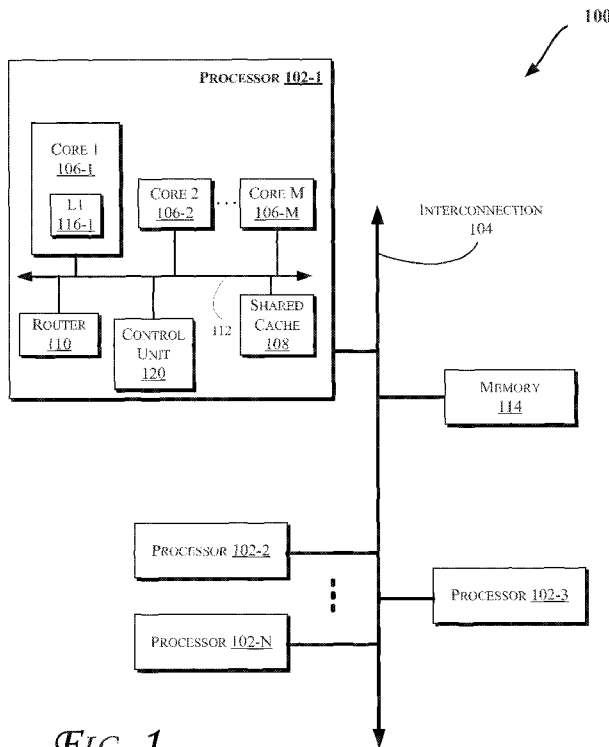 100
PROCESSOR 102-1
CORE 1
106-1
L1
116-1
CORE 2
106-2
...
CORE M
106-M
INTERCONNECTION
104
ROUTER
110
CONTROL
UNIT
120
112
SHARED
CACHE
108
MEMORY
114
PROCESSOR 102-2
PROCESSOR 102-3
PROCESSOR 102-N
FIG. 1